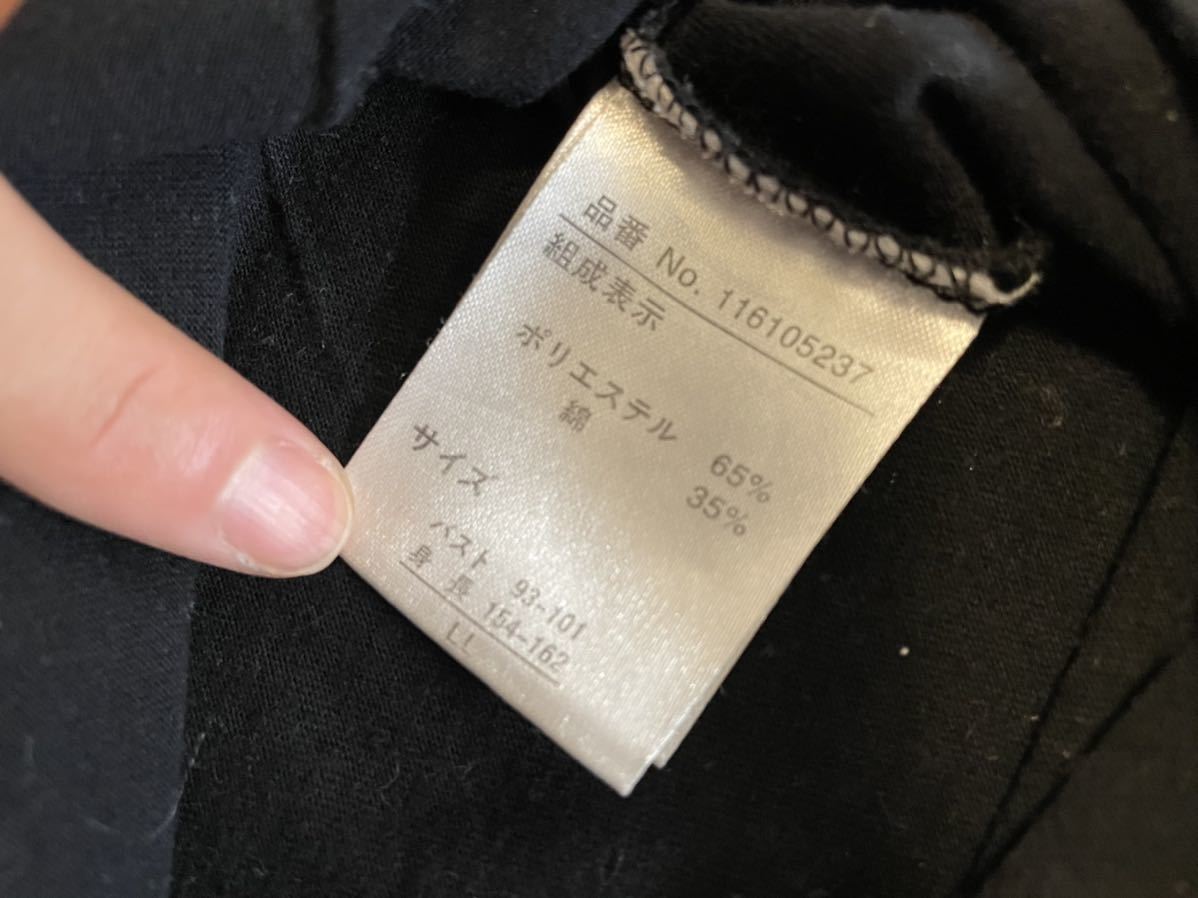 品番 No. 116105237
組成表示
ポリエステル 65%
綿 35%
サイズ
バスト 93-101
身長 154-162
LL